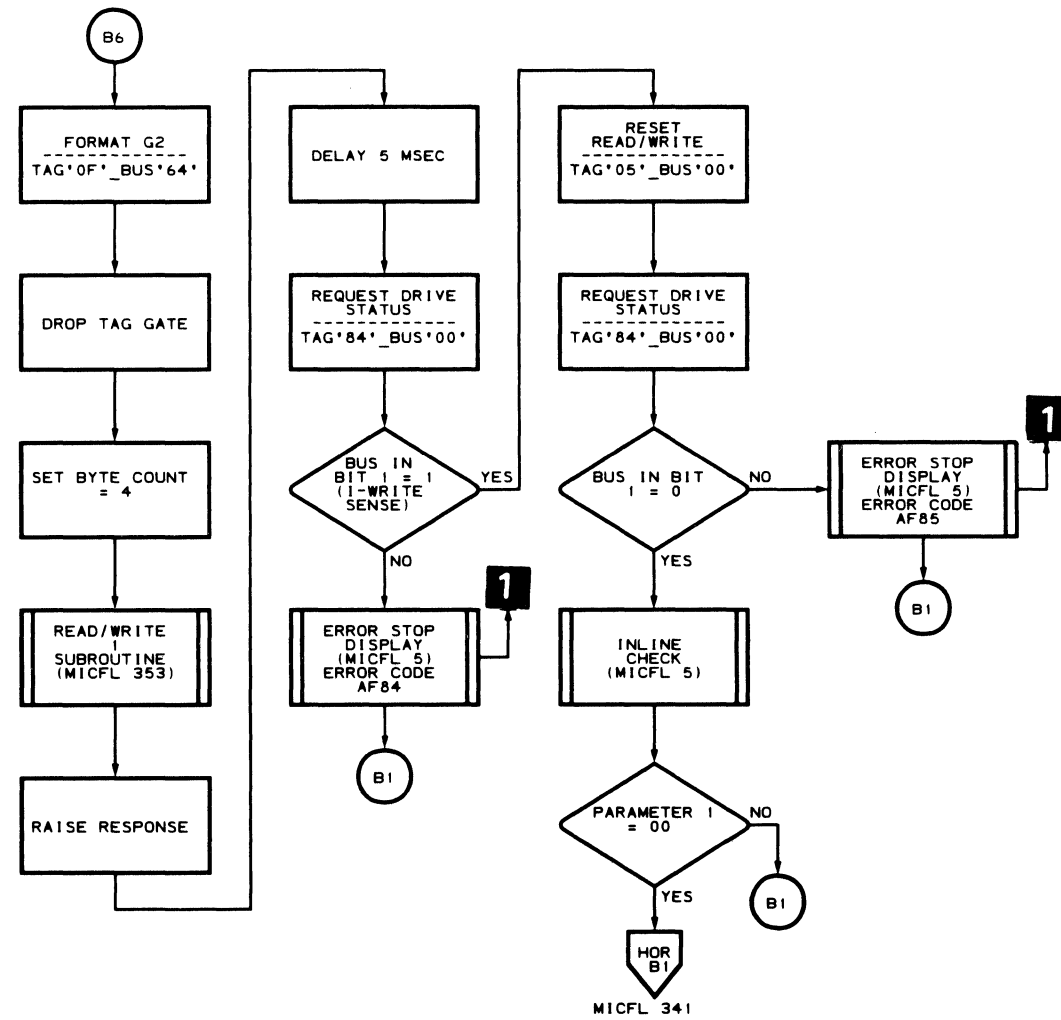 B6
FORMAT G2
TAG'0F'_BUS'64'
DROP TAG GATE
SET BYTE COUNT
= 4
READ/WRITE
1
SUBROUTINE
(MICFL 353)
RAISE RESPONSE
DELAY 5 MSEC
REQUEST DRIVE
STATUS
TAG'84'_BUS'00'
BUS IN
BIT 1 = 1
(I-WRITE
SENSE)
YES
NO
1
ERROR STOP
DISPLAY
(MICFL 5)
ERROR CODE
AF84
B1
RESET
READ/WRITE
TAG'05'_BUS'00'
REQUEST DRIVE
STATUS
TAG'84'_BUS'00'
BUS IN BIT
1 = 0
NO
YES
1
ERROR STOP
DISPLAY
(MICFL 5)
ERROR CODE
AF85
B1
INLINE
CHECK
(MICFL 5)
PARAMETER 1
= 00
NO
B1
YES
HOR
B1
MICFL 341